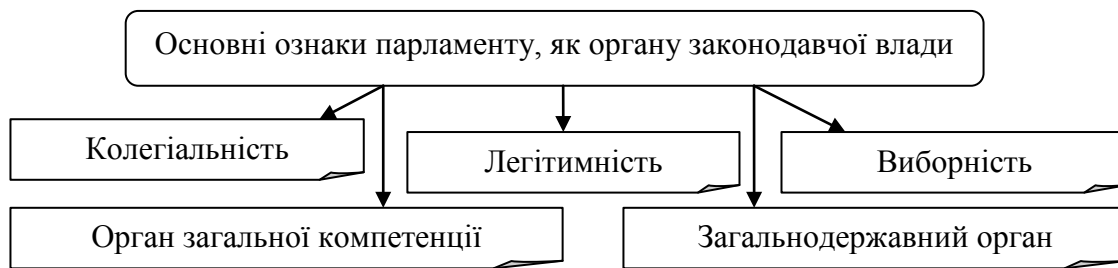 Основні ознаки парламенту, як органу законодавчої влади
Колегіальність
Легітимність
Виборність
Орган загальної компетенції
Загальнодержавний орган